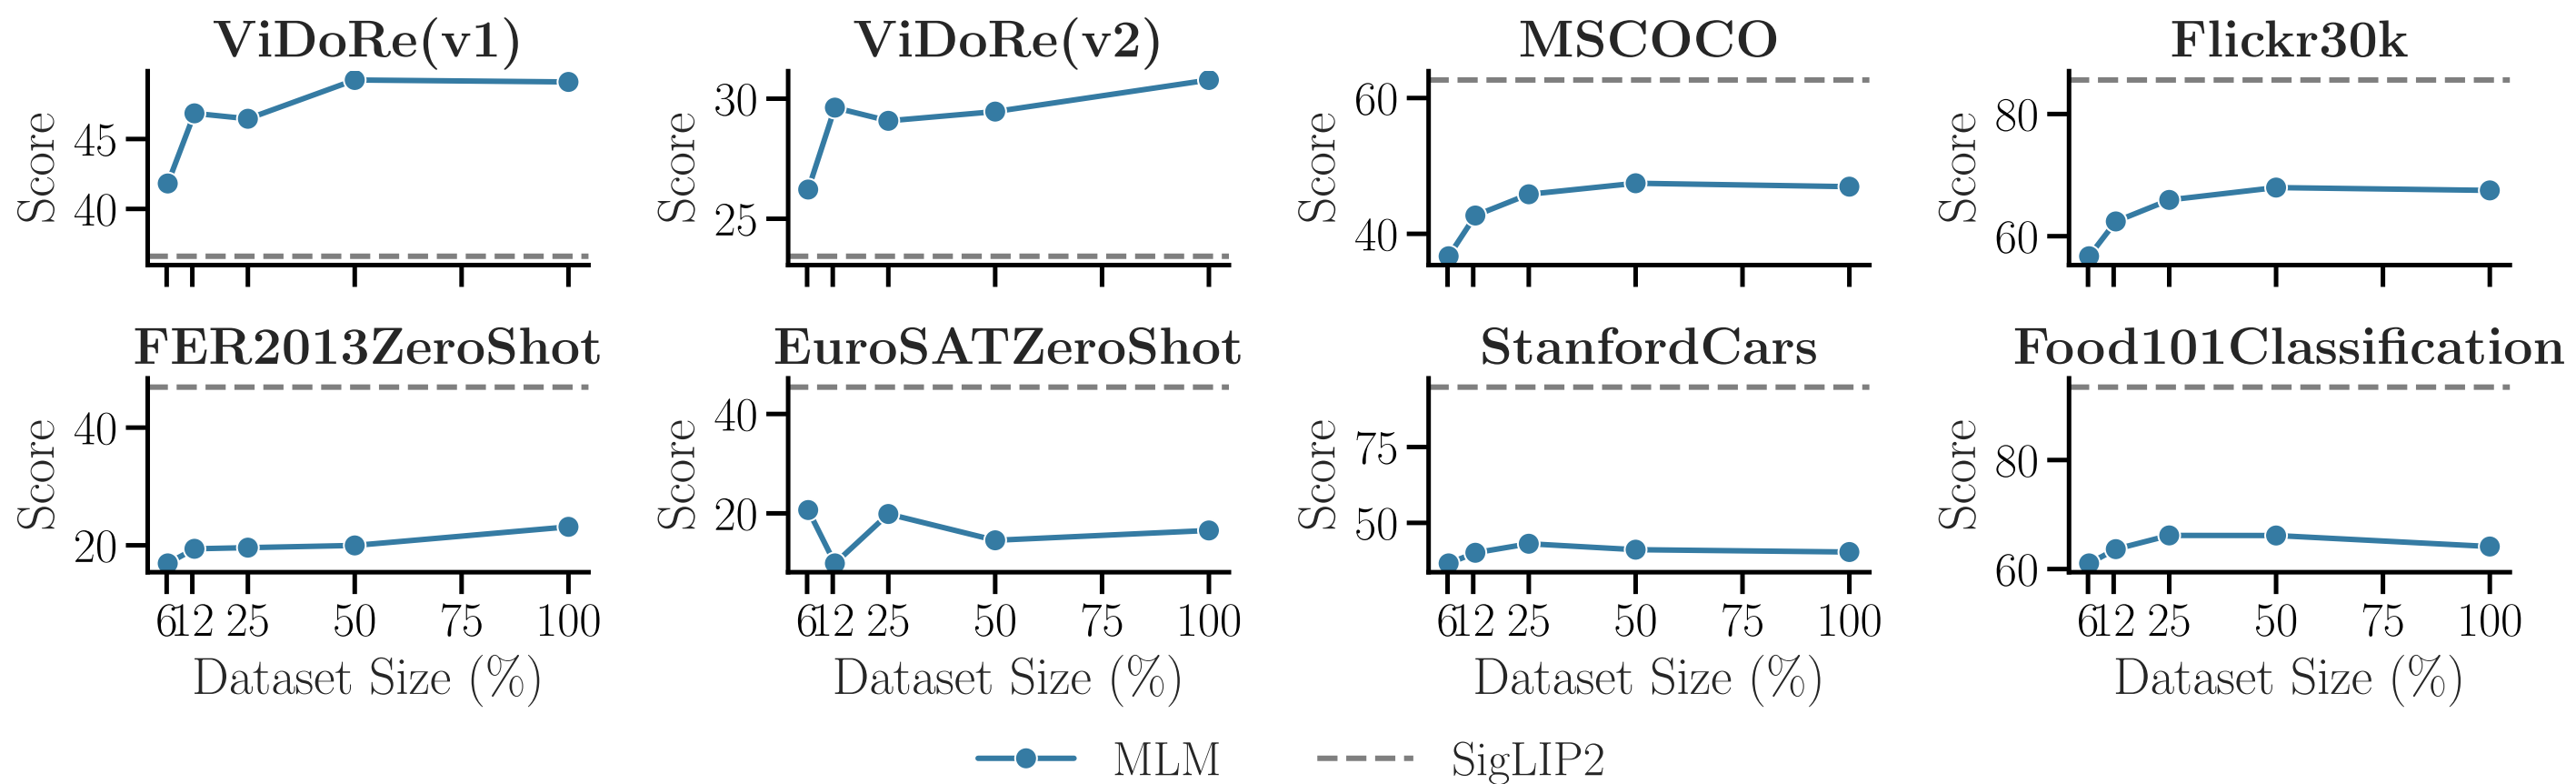 ViDoRe(v1) ViDoRe(v2) MSCOCO Flickr30k
Score 45 40
Score 30 25
Score 60 40
Score 80 60
FER2013ZeroShot EuroSATZeroShot StanfordCars Food101Classification
Score 40 20
Score 40 20
Score 75 50
Score 80 60
6 12 25 50 75 100 6 12 25 50 75 100 6 12 25 50 75 100 6 12 25 50 75 100
Dataset Size (%) Dataset Size (%) Dataset Size (%) Dataset Size (%)
MLM SigLIP2